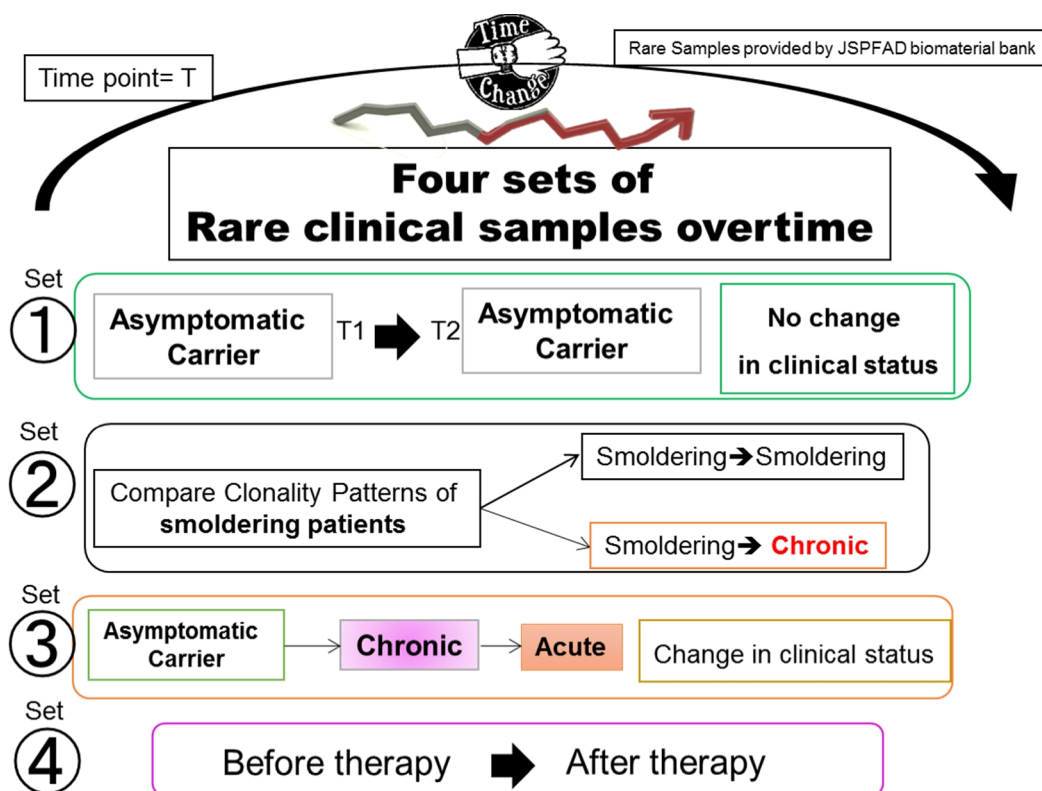 Time
Change
Rare Samples provided by JSPFAD biomaterial bank
Time point= T
Four sets of
Rare clinical samples overtime
Set
1
Asymptomatic
Carrier
T1
T2
Asymptomatic
Carrier
No change
in clinical status
Set
2
Compare Clonality Patterns of
smoldering patients
Smoldering➔Smoldering
Smoldering➔ Chronic
Set
3
Asymptomatic
Carrier
Chronic
Acute
Change in clinical status
Set
4
Before therapy
After therapy